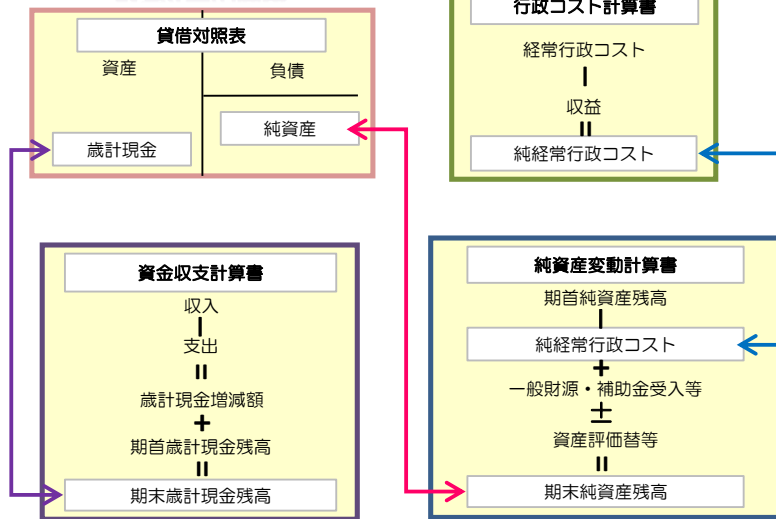 貸借対照表
資産
負債
純資産
歳計現金
行政コスト計算書
経常行政コスト
ー
収益
=
純経常行政コスト
資金収支計算書
収入
ー
支出
=
歳計現金増減額
+
期首歳計現金残高
=
期末歳計現金残高
純資産変動計算書
期首純資産残高
ー
純経常行政コスト
+
一般財源・補助金受入等
±
資産評価替等
=
期末純資産残高